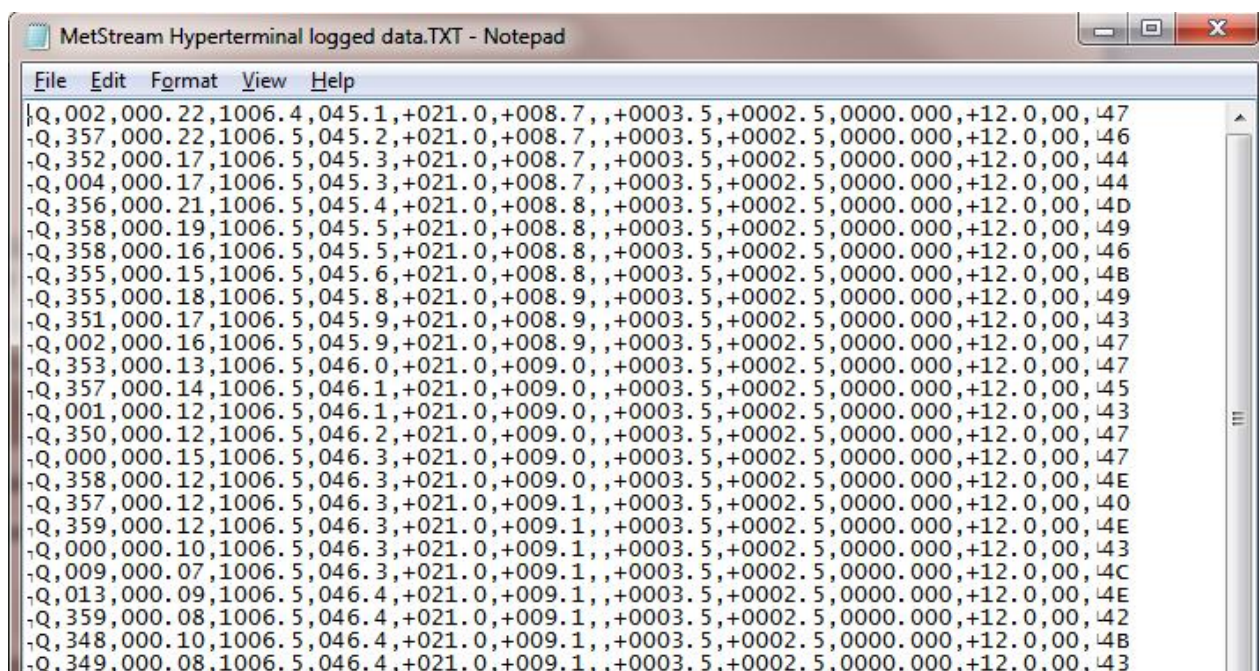 MetStream Hyperterminal logged data.TXT - Notepad
File Edit Format View Help
Q,002,000.22,1006.4,045.1,+021.0,+008.7,,+0003.5,+0002.5,0000.000,+12.0,00,47
Q,357,000.22,1006.5,045.2,+021.0,+008.7,,+0003.5,+0002.5,0000.000,+12.0,00,46
Q,352,000.17,1006.5,045.3,+021.0,+008.7,,+0003.5,+0002.5,0000.000,+12.0,00,44
Q,004,000.17,1006.5,045.3,+021.0,+008.7,,+0003.5,+0002.5,0000.000,+12.0,00,44
Q,356,000.21,1006.5,045.4,+021.0,+008.8,,+0003.5,+0002.5,0000.000,+12.0,00,4D
Q,358,000.19,1006.5,045.5,+021.0,+008.8,,+0003.5,+0002.5,0000.000,+12.0,00,49
Q,358,000.16,1006.5,045.5,+021.0,+008.8,,+0003.5,+0002.5,0000.000,+12.0,00,46
Q,355,000.15,1006.5,045.6,+021.0,+008.8,,+0003.5,+0002.5,0000.000,+12.0,00,4B
Q,355,000.18,1006.5,045.8,+021.0,+008.9,,+0003.5,+0002.5,0000.000,+12.0,00,49
Q,351,000.17,1006.5,045.9,+021.0,+008.9,,+0003.5,+0002.5,0000.000,+12.0,00,43
Q,002,000.16,1006.5,045.9,+021.0,+008.9,,+0003.5,+0002.5,0000.000,+12.0,00,47
Q,353,000.13,1006.5,046.0,+021.0,+009.0,,+0003.5,+0002.5,0000.000,+12.0,00,47
Q,357,000.14,1006.5,046.1,+021.0,+009.0,,+0003.5,+0002.5,0000.000,+12.0,00,45
Q,001,000.12,1006.5,046.1,+021.0,+009.0,,+0003.5,+0002.5,0000.000,+12.0,00,43
Q,350,000.12,1006.5,046.2,+021.0,+009.0,,+0003.5,+0002.5,0000.000,+12.0,00,47
Q,000,000.15,1006.5,046.3,+021.0,+009.0,,+0003.5,+0002.5,0000.000,+12.0,00,47
Q,358,000.12,1006.5,046.3,+021.0,+009.0,,+0003.5,+0002.5,0000.000,+12.0,00,4E
Q,357,000.12,1006.5,046.3,+021.0,+009.1,,+0003.5,+0002.5,0000.000,+12.0,00,40
Q,359,000.12,1006.5,046.3,+021.0,+009.1,,+0003.5,+0002.5,0000.000,+12.0,00,4E
Q,000,000.10,1006.5,046.3,+021.0,+009.1,,+0003.5,+0002.5,0000.000,+12.0,00,43
Q,009,000.07,1006.5,046.3,+021.0,+009.1,,+0003.5,+0002.5,0000.000,+12.0,00,4C
Q,013,000.09,1006.5,046.4,+021.0,+009.1,,+0003.5,+0002.5,0000.000,+12.0,00,4E
Q,359,000.08,1006.5,046.4,+021.0,+009.1,,+0003.5,+0002.5,0000.000,+12.0,00,42
Q,348,000.10,1006.5,046.4,+021.0,+009.1,,+0003.5,+0002.5,0000.000,+12.0,00,4B
Q,349,000.08,1006.5,046.4,+021.0,+009.1,,+0003.5,+0002.5,0000.000,+12.0,00,43